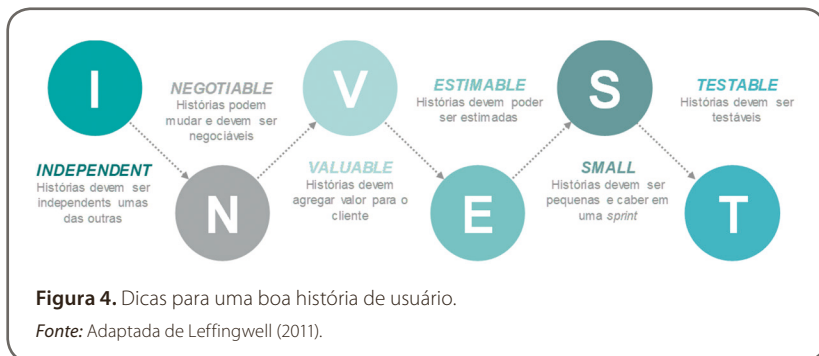 I
INDEPENDENT
Histórias devem ser
independents umas
das outras
NEGOTIABLE
Histórias podem
mudar e devem ser
negociáveis
N
V
VALUABLE
Histórias devem
agregar valor para o
cliente
ESTIMABLE
Histórias devem poder
ser estimadas
E
S
SMALL
Histórias devem ser
pequenas e caber em
uma sprint
TESTABLE
Histórias devem ser
testáveis
T
Figura 4. Dicas para uma boa história de usuário.
Fonte: Adaptada de Leffingwell (2011).